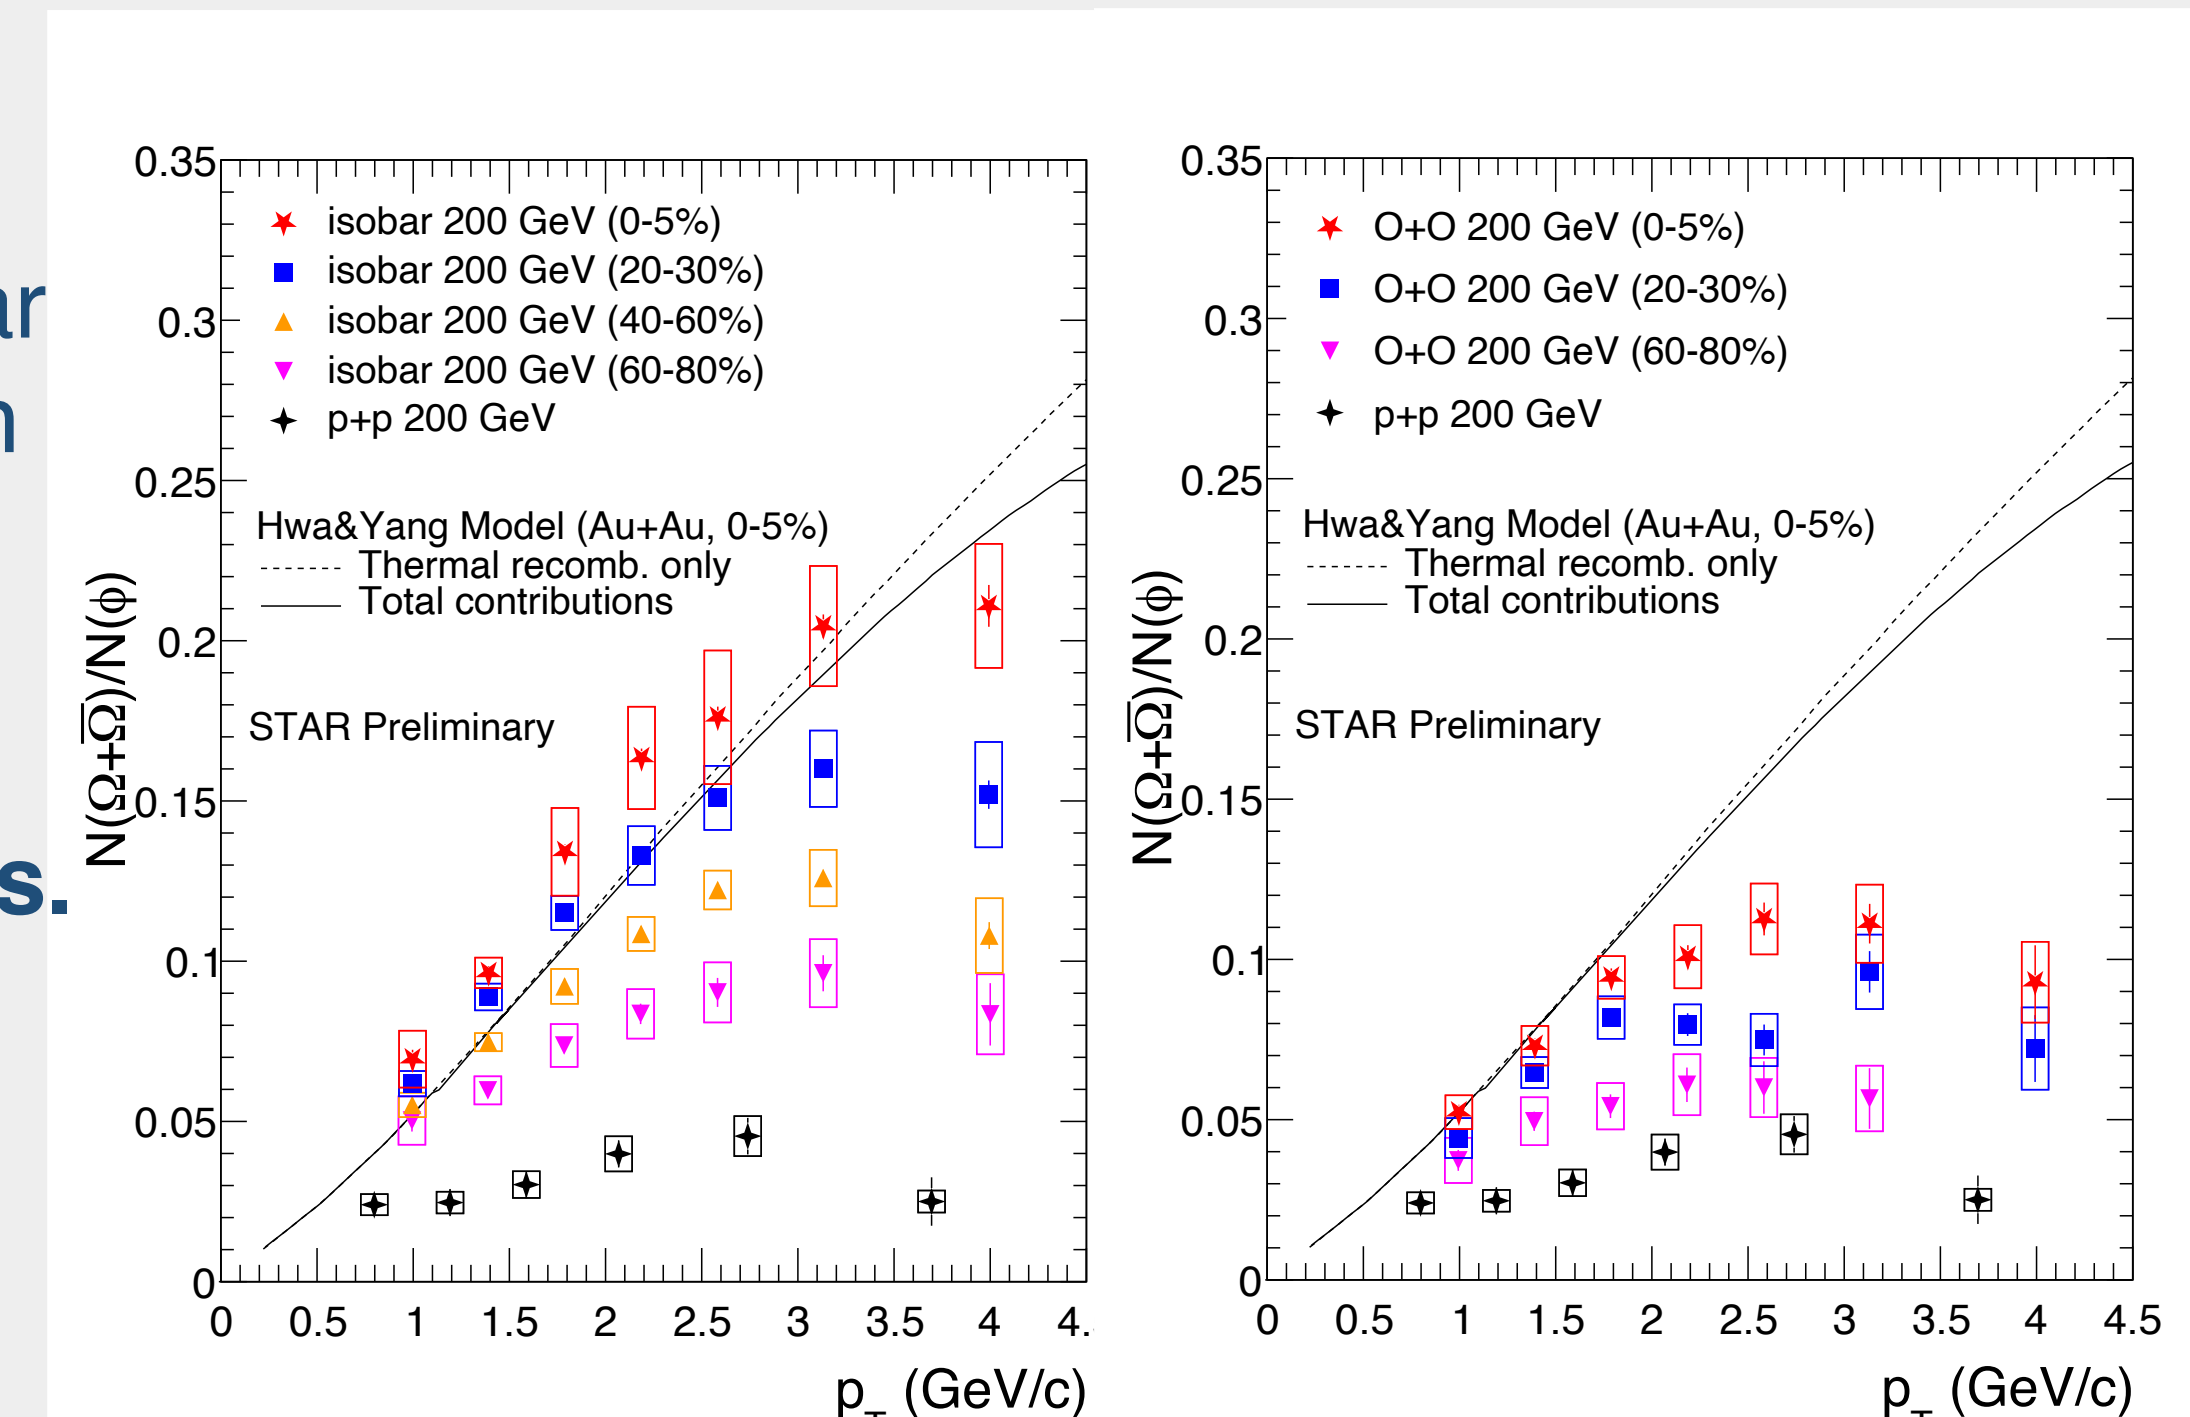 ar
n
s.
0.35
0.3
0.25
0.2
0.15
0.1
0.05
0
N(Ω+Ω̅)/N(ϕ)
isobar 200 GeV (0-5%)
isobar 200 GeV (20-30%)
isobar 200 GeV (40-60%)
isobar 200 GeV (60-80%)
p+p 200 GeV
Hwa&Yang Model (Au+Au, 0-5%)
Thermal recomb. only
Total contributions
STAR Preliminary
0 0.5 1 1.5 2 2.5 3 3.5 4 4.
p_T (GeV/c)
0.35
0.3
0.25
0.2
0.15
0.1
0.05
0
N(Ω+Ω̅)/N(ϕ)
O+O 200 GeV (0-5%)
O+O 200 GeV (20-30%)
O+O 200 GeV (60-80%)
p+p 200 GeV
Hwa&Yang Model (Au+Au, 0-5%)
Thermal recomb. only
Total contributions
STAR Preliminary
0 0.5 1 1.5 2 2.5 3 3.5 4 4.5
p_T (GeV/c)